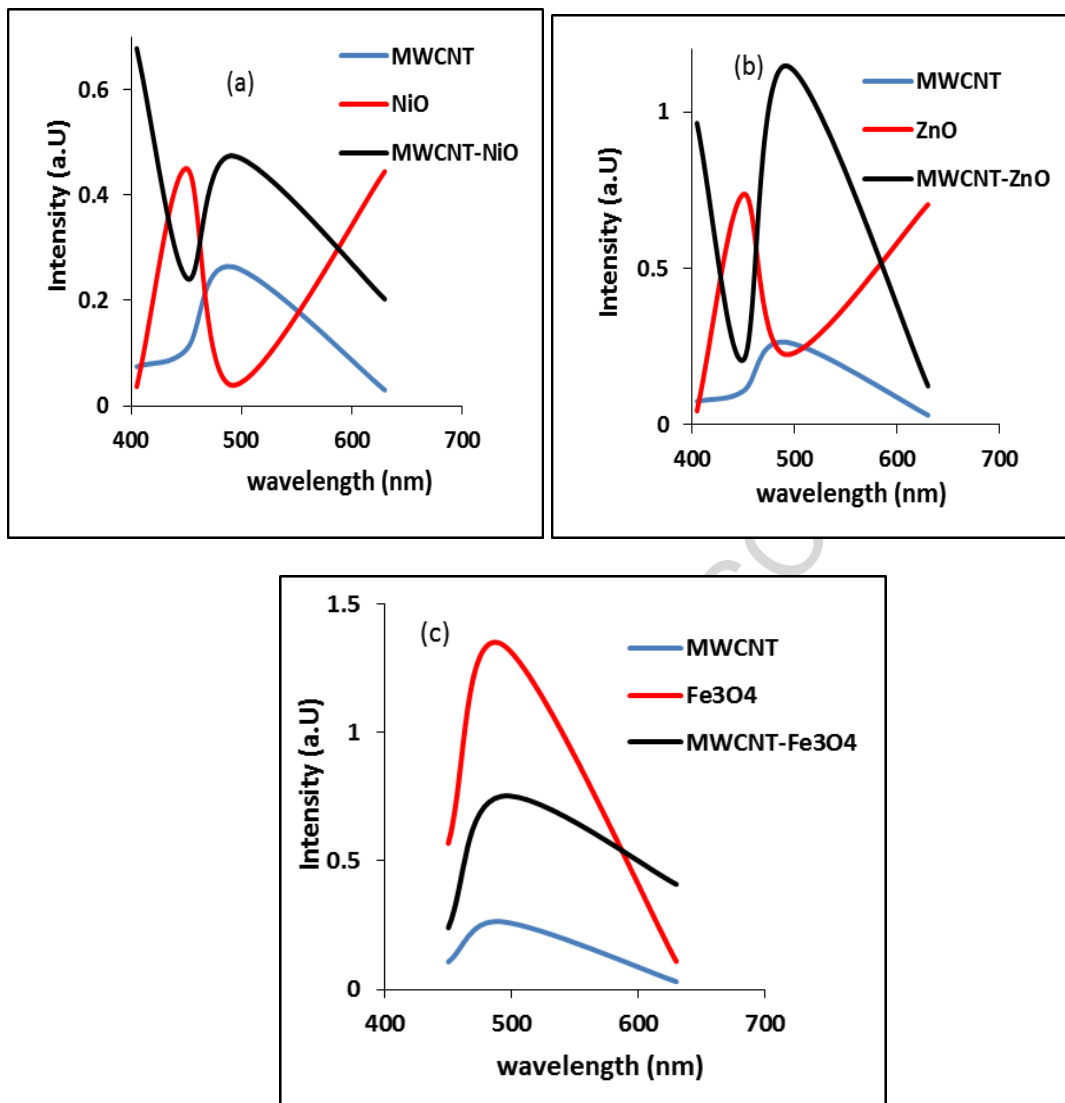 (a)
MWCNT
NiO
MWCNT-NiO
Intensity (a.U)
0.6
0.4
0.2
0
400 500 600 700
wavelength (nm)
(b)
MWCNT
ZnO
MWCNT-ZnO
Intensity (a.U)
1
0.5
0
400 500 600 700
wavelength (nm)
(c)
MWCNT
Fe3O4
MWCNT-Fe3O4
Intensity (a.U)
1.5
1
0.5
0
400 500 600 700
wavelength (nm)